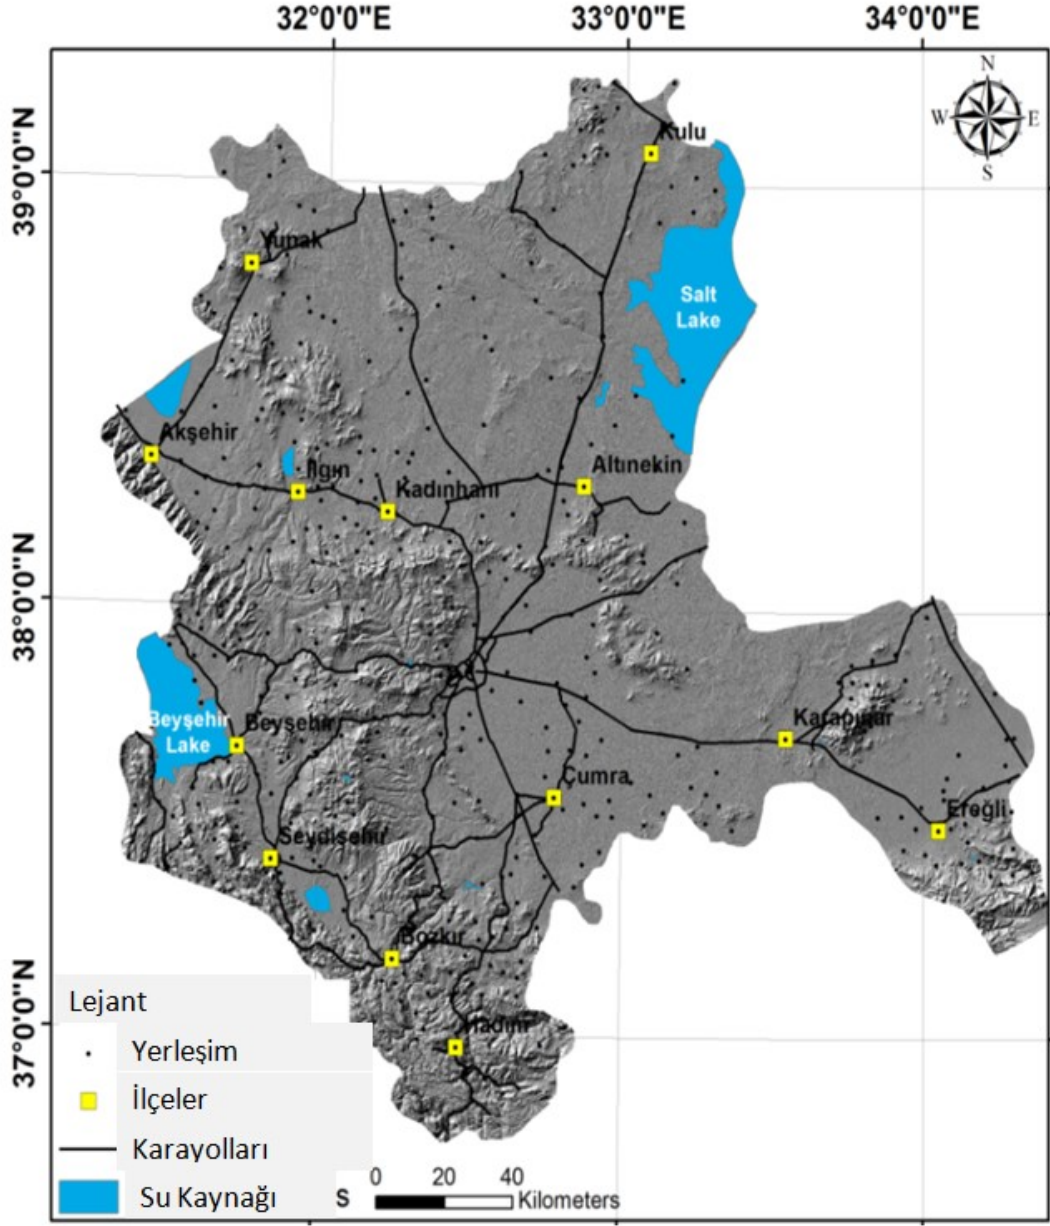 32°0'0"E 33°0'0"E 34°0'0"E
N
W E
S
39°0'0"N
Kulu
Yunak
Salt
Lake
Akşehir
Ilgın
Altınekin
Kadınhanı
38°0'0"N
Beyşehir
Lake
Beyşehir
Karapınar
Çumra
Ereğli
Seydişehir
Bozkır
37°0'0"N
Hadim
Lejant
Yerleşim
İlçeler
Karayolları
Su Kaynağı
S
0 20 40
Kilometers